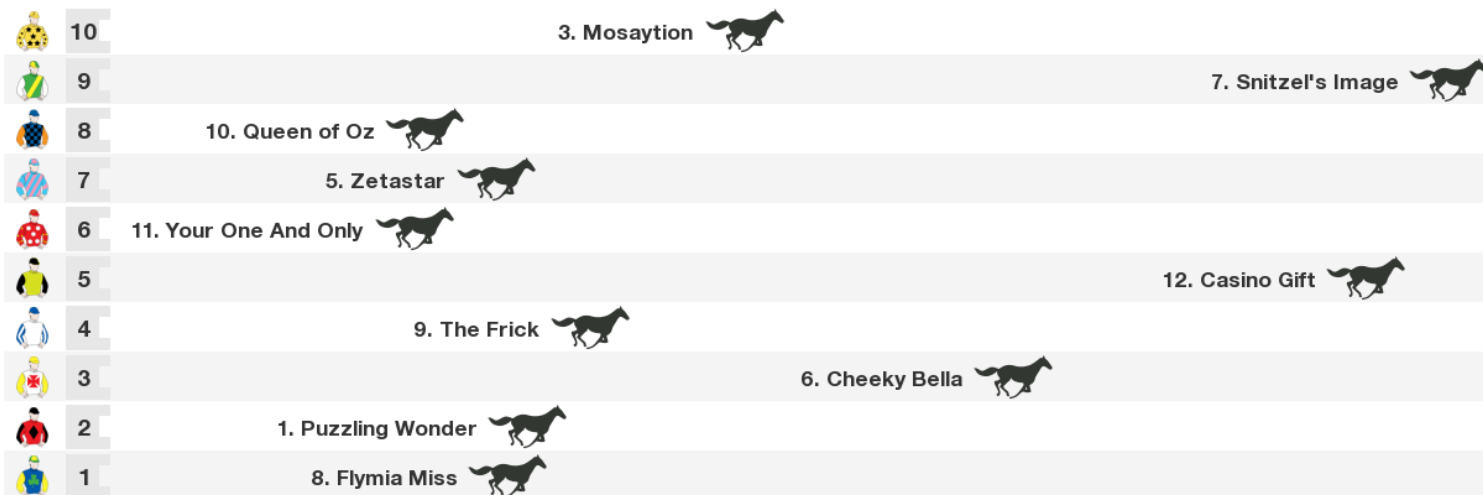 10 3. Mosaytion
9 7. Snitzel's Image
8 10. Queen of Oz
7 5. Zetastar
6 11. Your One And Only
5 12. Casino Gift
4 9. The Frick
3 6. Cheeky Bella
2 1. Puzzling Wonder
1 8. Flymia Miss